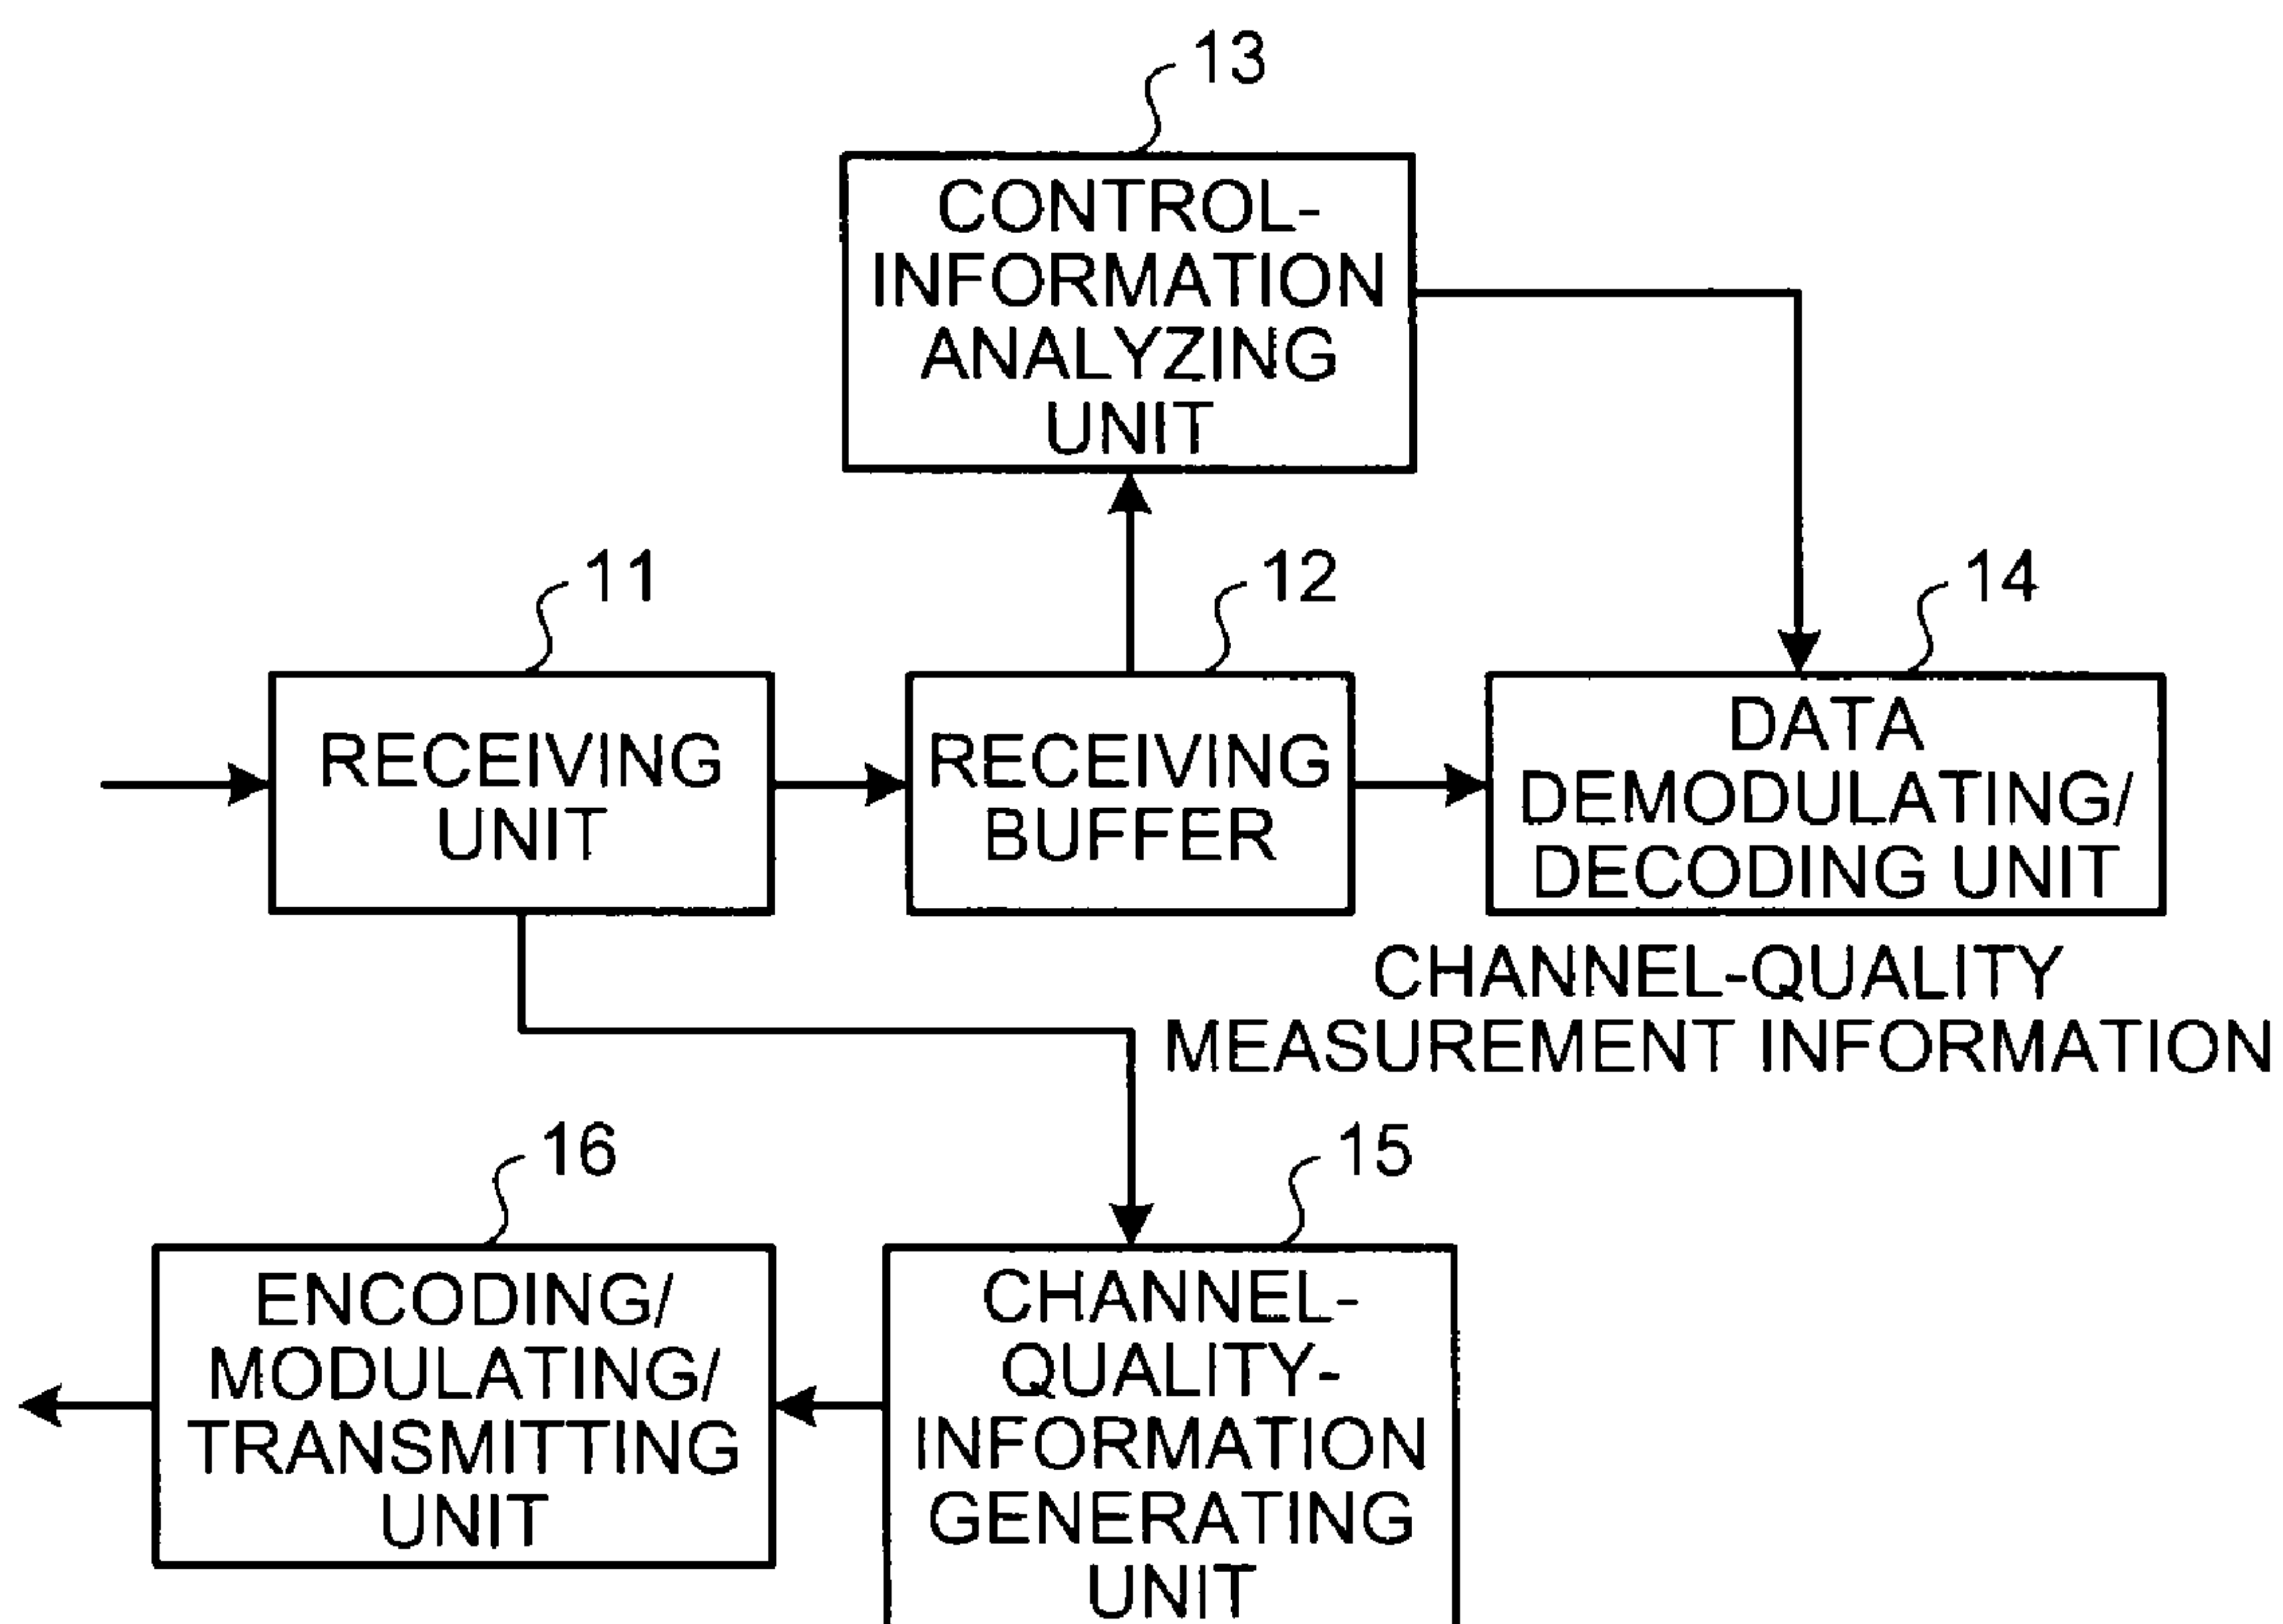 13
CONTROL-
INFORMATION
ANALYZING
UNIT
11
12
14
RECEIVING
UNIT
RECEIVING
BUFFER
DATA
DEMODULATING/
DECODING UNIT
CHANNEL-QUALITY
MEASUREMENT INFORMATION
16
15
ENCODING/
MODULATING/
TRANSMITTING
UNIT
CHANNEL-
QUALITY-
INFORMATION
GENERATING
UNIT